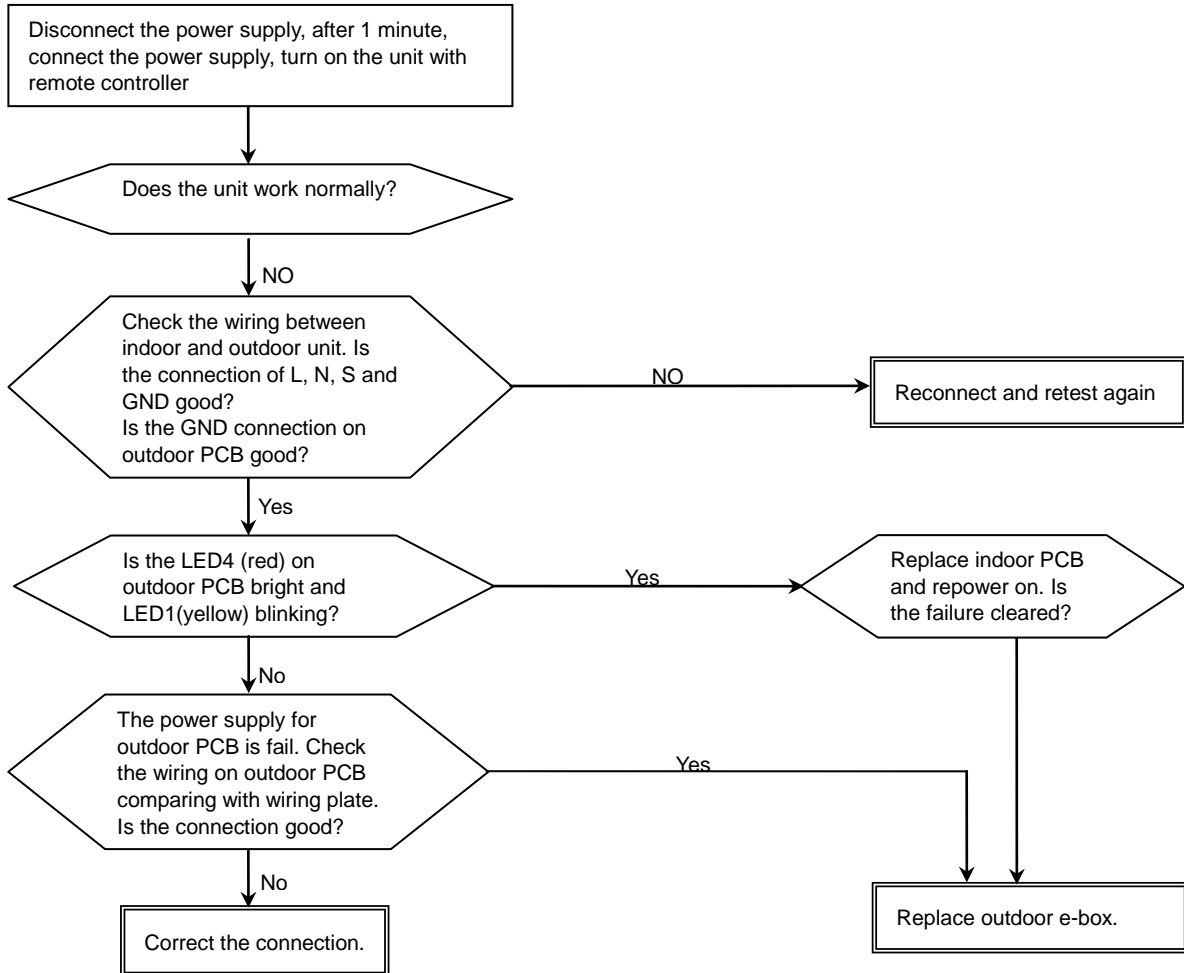 Disconnect the power supply, after 1 minute,
connect the power supply, turn on the unit with
remote controller
Does the unit work normally?
NO
Check the wiring between
indoor and outdoor unit. Is
the connection of L, N, S and
GND good?
Is the GND connection on
outdoor PCB good?
NO
Reconnect and retest again
Yes
Is the LED4 (red) on
outdoor PCB bright and
LED1(yellow) blinking?
Yes
Replace indoor PCB
and repower on. Is
the failure cleared?
No
The power supply for
outdoor PCB is fail. Check
the wiring on outdoor PCB
comparing with wiring plate.
Is the connection good?
Yes
No
Correct the connection.
Replace outdoor e-box.